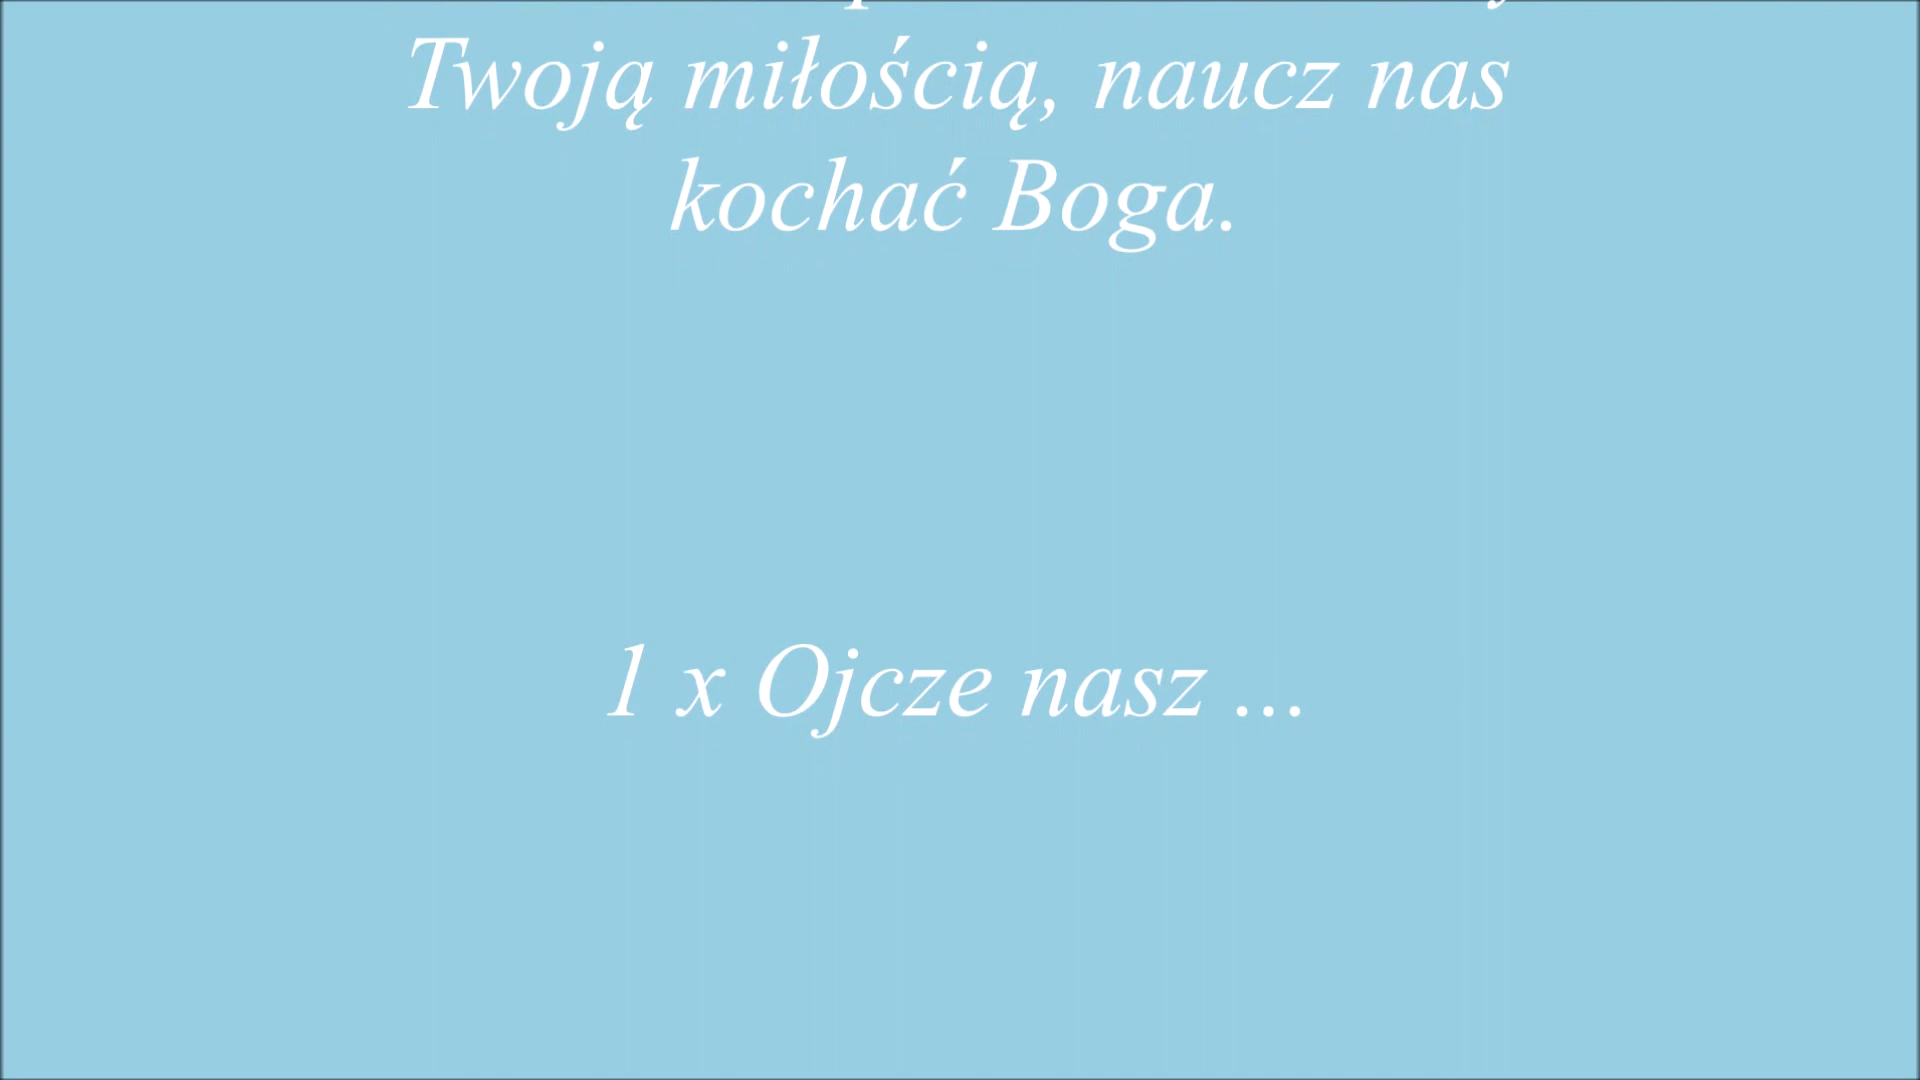 Twoją miłością, naucz nas
kochać Boga.
1 x Ojcze nasz ...